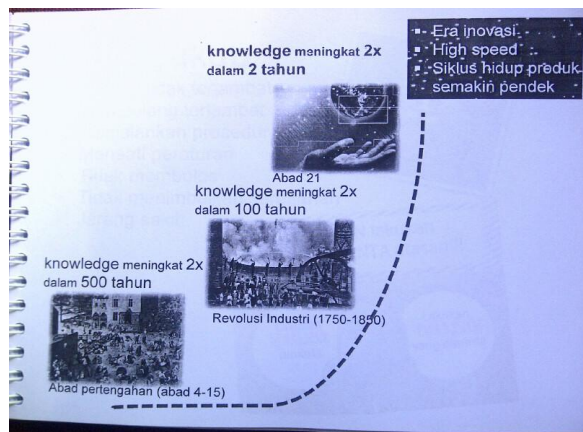 knowledge meningkat 2x
dalam 2 tahun
Era inovasi
High speed
Siklus hidup produk
semakin pendek
Abad 21
knowledge meningkat 2x
dalam 100 tahun
Revolusi Industri (1750-1850)
knowledge meningkat 2x
dalam 500 tahun
Abad pertengahan (abad 4-15)